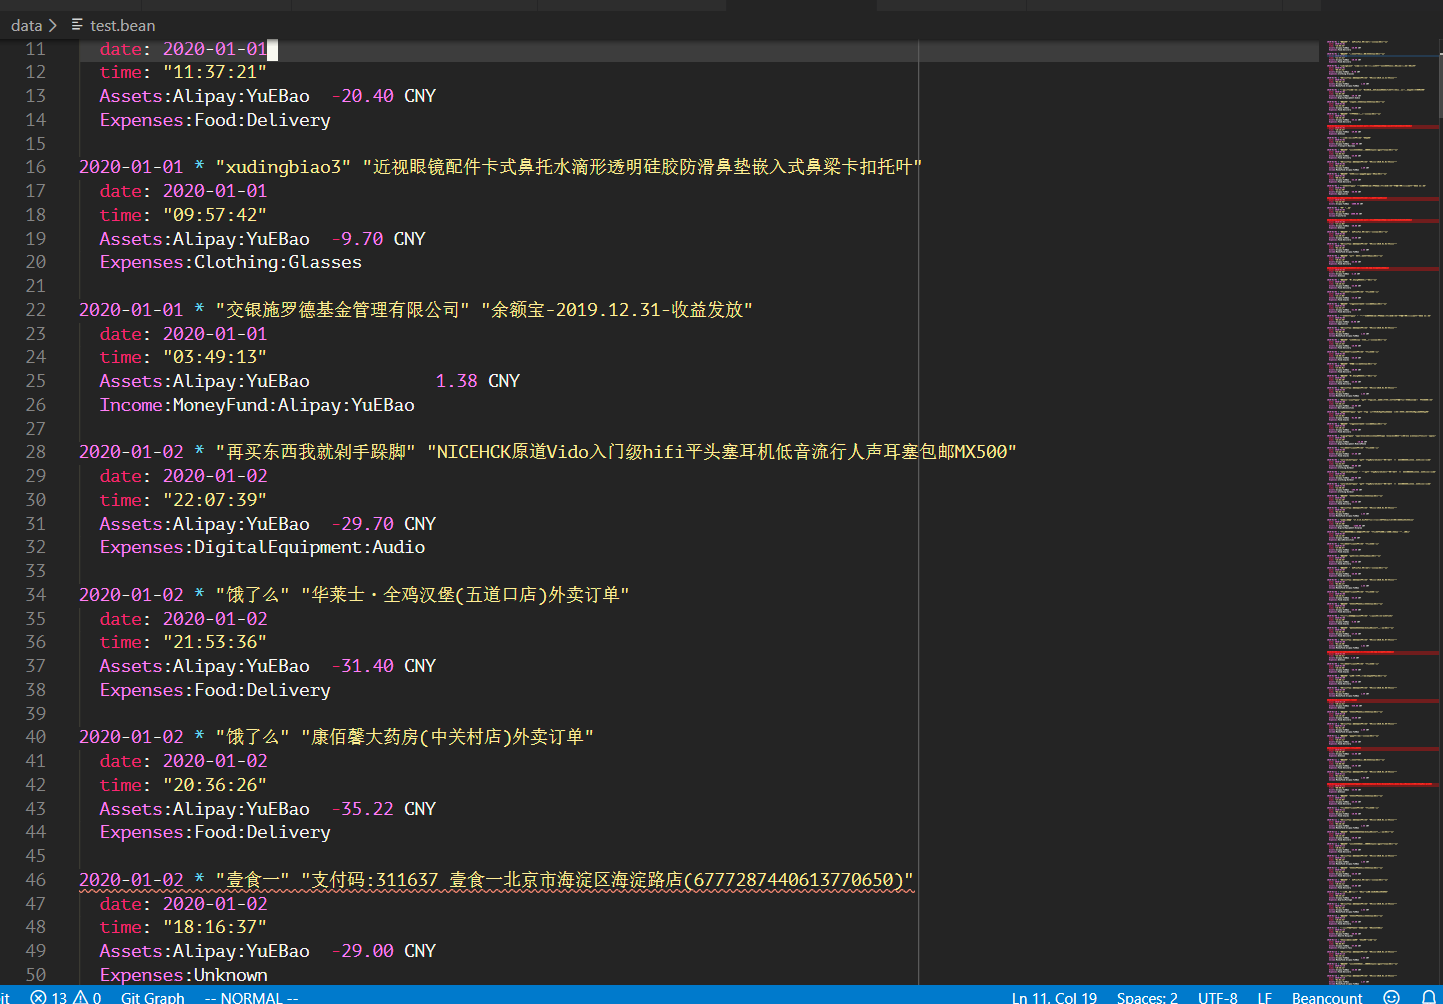 data > test.bean
11 date: 2020-01-01
12 time: "11:37:21"
13 Assets:Alipay:YuEBao -20.40 CNY
14 Expenses:Food:Delivery
15
16 2020-01-01 * "xudingbiao3" "近视眼镜配件卡式鼻托水滴形透明硅胶防滑鼻垫嵌入式鼻梁卡扣托叶"
17 date: 2020-01-01
18 time: "09:57:42"
19 Assets:Alipay:YuEBao -9.70 CNY
20 Expenses:Clothing:Glasses
21
22 2020-01-01 * "交银施罗德基金管理有限公司" "余额宝-2019.12.31-收益发放"
23 date: 2020-01-01
24 time: "03:49:13"
25 Assets:Alipay:YuEBao 1.38 CNY
26 Income:MoneyFund:Alipay:YuEBao
27
28 2020-01-02 * "再买东西我就剁手跺脚" "NICEHCK原道Vido入门级hifi平头塞耳机低音流行人声耳塞包邮MX500"
29 date: 2020-01-02
30 time: "22:07:39"
31 Assets:Alipay:YuEBao -29.70 CNY
32 Expenses:DigitalEquipment:Audio
33
34 2020-01-02 * "饿了么" "华莱士·全鸡汉堡(五道口店)外卖订单"
35 date: 2020-01-02
36 time: "21:53:36"
37 Assets:Alipay:YuEBao -31.40 CNY
38 Expenses:Food:Delivery
39
40 2020-01-02 * "饿了么" "康佰馨大药房(中关村店)外卖订单"
41 date: 2020-01-02
42 time: "20:36:26"
43 Assets:Alipay:YuEBao -35.22 CNY
44 Expenses:Food:Delivery
45
46 2020-01-02 * "壹食一" "支付码:311637 壹食一北京市海淀区海淀路店(6777287440613770650)"
47 date: 2020-01-02
48 time: "18:16:37"
49 Assets:Alipay:YuEBao -29.00 CNY
50 Expenses:Unknown
it 13 0 Git Graph -- NORMAL -- Ln 11, Col 19 Spaces: 2 UTF-8 LF Beancount